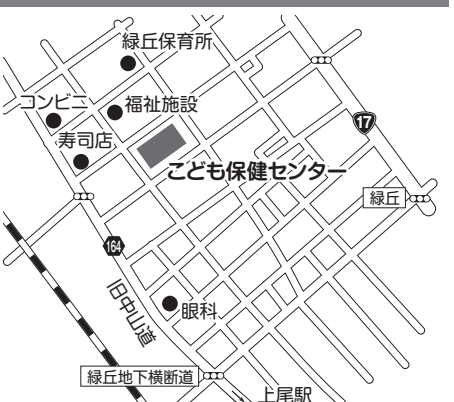 緑丘保育所
コンビニ
福祉施設
寿司店
17
こども保健センター
緑丘
164
旧中山道
眼科
緑丘地下横断道
上尾駅